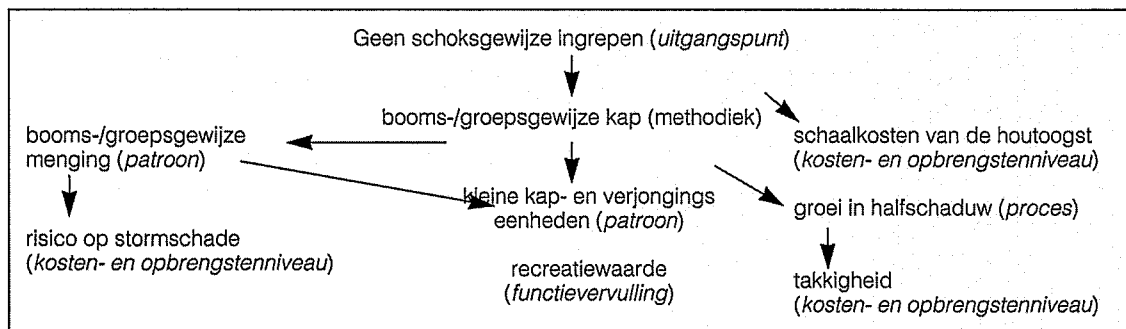 Geen schoksgewijze ingrepen (uitgangspunt)
booms-/groepsgewijze kap (methodiek)
booms-/groepsgewijze
menging (patroon)
schaalkosten van de houtoogst
(kosten- en opbrengstenniveau)
kleine kap- en verjongings
eenheden (patroon)
groei in halfschaduw (proces)
risico op stormschade
(kosten- en opbrengstenniveau)
recreatiewaarde
(functievervulling)
takkigheid
(kosten- en opbrengstenniveau)